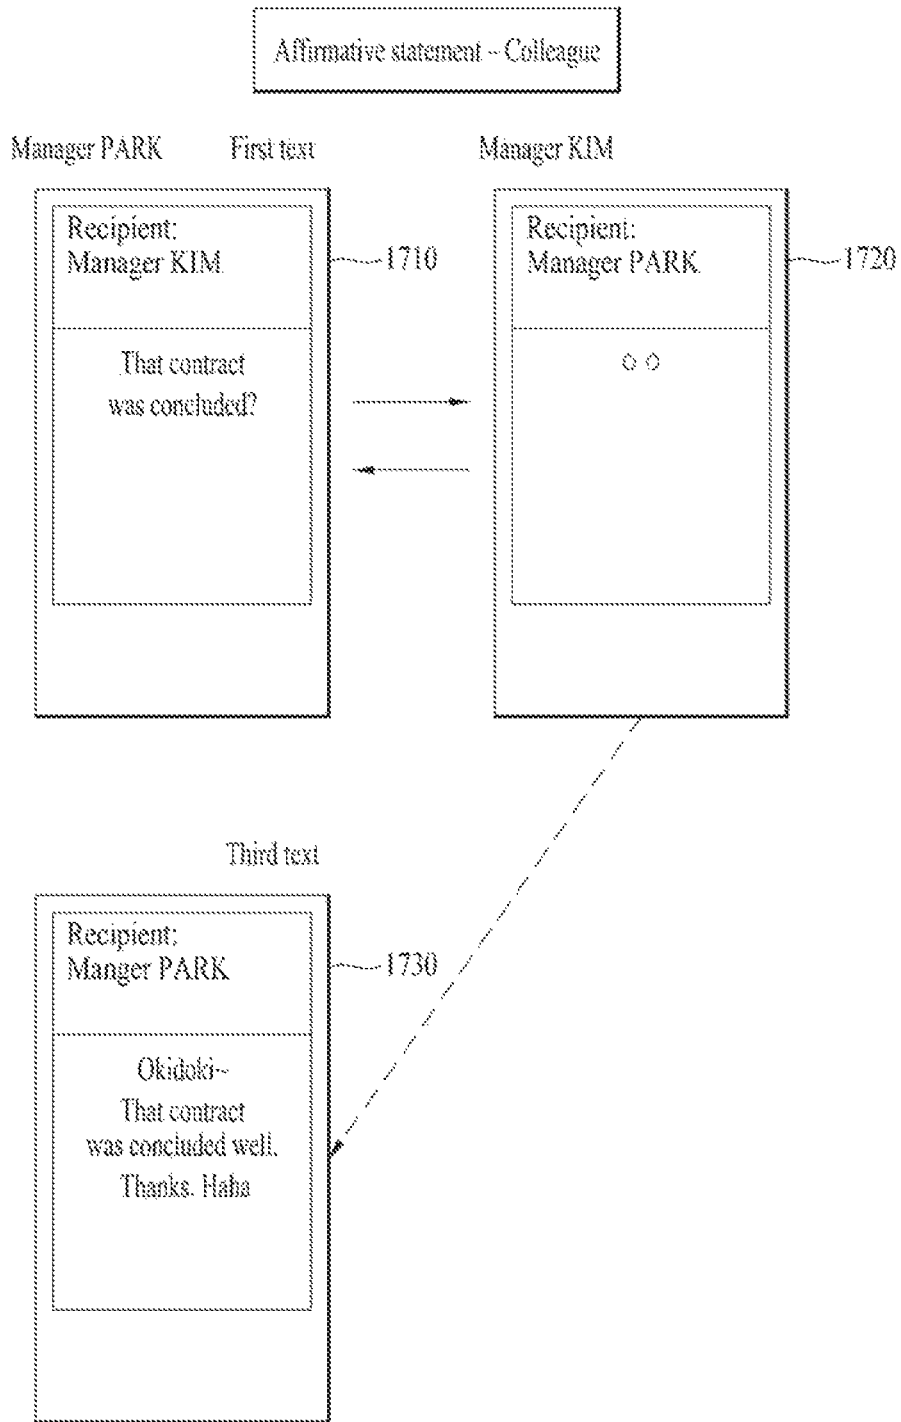 Affirmative statement ~ Colleague
Manager PARK First text Manager KIM
Recipient:
Manager KIM
1710
That contract
was concluded?
Recipient:
Manager PARK
1720
○ ○
Third text
Recipient:
Manger PARK
1730
Okidoki~
That contract
was concluded well.
Thanks. Haha